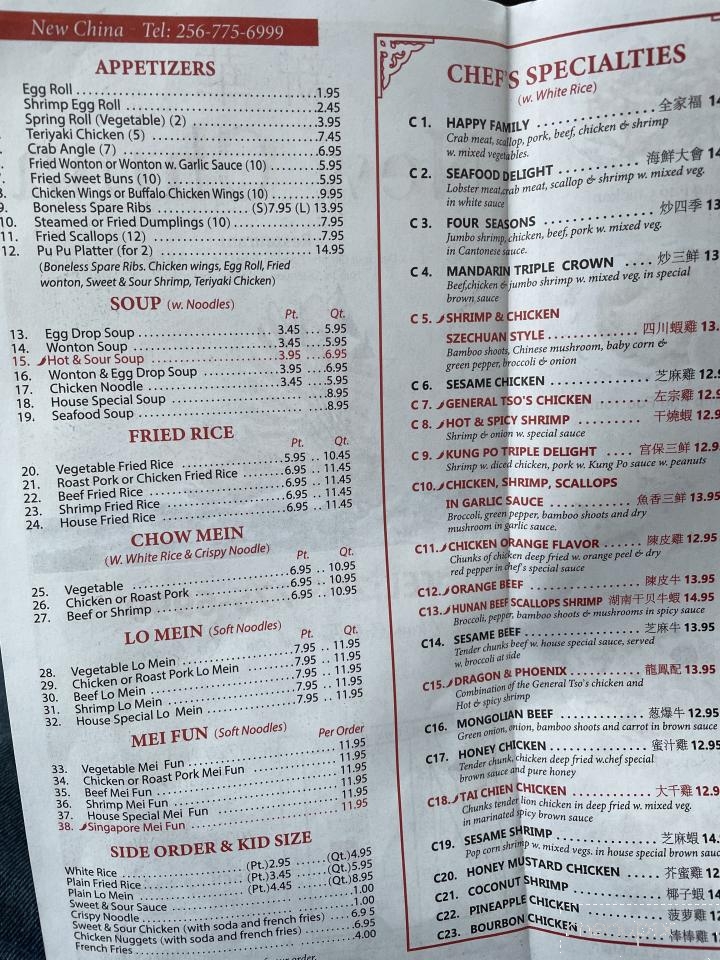 New China - Tel: 256-775-6999
APPETIZERS
Egg Roll 1.95
Shrimp Egg Roll 2.45
Spring Roll (Vegetable) (2) 3.95
Teriyaki Chicken (5) 7.45
Crab Angle (7) 6.95
Fried Wonton or Wonton w. Garlic Sauce (10) 5.95
Fried Sweet Buns (10) 5.95
Chicken Wings or Buffalo Chicken Wings (10) 9.95
9. Boneless Spare Ribs (S)7.95 (L) 13.95
10. Steamed or Fried Dumplings (10) 7.95
11. Fried Scallops (12) 7.95
12. Pu Pu Platter (for 2) 14.95
(Boneless Spare Ribs. Chicken wings, Egg Roll, Fried
wonton, Sweet & Sour Shrimp, Teriyaki Chicken)
SOUP (w. Noodles)
Pt. Qt.
13. Egg Drop Soup 3.45 5.95
14. Wonton Soup 3.45 5.95
15. Hot & Sour Soup 3.95 6.95
16. Wonton & Egg Drop Soup 3.95 6.95
17. Chicken Noodle 3.45 5.95
18. House Special Soup 8.95
19. Seafood Soup 8.95
FRIED RICE
Pt. Qt.
20. Vegetable Fried Rice 5.95 10.45
21. Roast Pork or Chicken Fried Rice 6.95 11.45
22. Beef Fried Rice 6.95 11.45
23. Shrimp Fried Rice 6.95 11.45
24. House Fried Rice 6.95 11.45
CHOW MEIN
(W. White Rice & Crispy Noodle)
Pt. Qt.
25. Vegetable 6.95 10.95
26. Chicken or Roast Pork 6.95 10.95
27. Beef or Shrimp 6.95 10.95
LO MEIN (Soft Noodles)
Pt. Qt.
28. Vegetable Lo Mein 7.95 11.95
29. Chicken or Roast Pork Lo Mein 7.95 11.95
30. Beef Lo Mein 7.95 11.95
31. Shrimp Lo Mein 7.95 11.95
32. House Special Lo Mein 7.95 11.95
MEI FUN (Soft Noodles)
Per Order
33. Vegetable Mei Fun 11.95
34. Chicken or Roast Pork Mei Fun 11.95
35. Beef Mei Fun 11.95
36. Shrimp Mei Fun 11.95
37. House Special Mei Fun 11.95
38. Singapore Mei Fun 11.95
SIDE ORDER & KID SIZE
White Rice (Pt.)2.95 (Qt.)4.95
Plain Fried Rice (Pt.)3.45 (Qt.)5.95
Plain Lo Mein (Pt.)4.45 (Qt.)8.95
Sweet & Sour Sauce 1.00
Crispy Noodle 1.00
Sweet & Sour Chicken (with soda and french fries) 6.95
Chicken Nuggets (with soda and french fries) 6.95
French Fries 4.00
CHEF'S SPECIALTIES
(w. White Rice)
C 1. HAPPY FAMILY 全家福 14
Crab meat, scallop, pork, beef, chicken & shrimp
w. mixed vegetables.
C 2. SEAFOOD DELIGHT 海鮮大會 14
Lobster meat,crab meat, scallop & shrimp w. mixed veg.
in white sauce
C 3. FOUR SEASONS 炒四季 13
Jumbo shrimp, chicken, beef, pork w. mixed veg.
in Cantonese sauce.
C 4. MANDARIN TRIPLE CROWN 炒三鮮 13
Beef,chicken & jumbo shrimp w. mixed veg. in special
brown sauce
C 5. SHRIMP & CHICKEN
SZECHUAN STYLE 四川蝦雞 13.
Bamboo shoots, Chinese mushroom, baby corn &
green pepper, broccoli & onion
C 6. SESAME CHICKEN 芝麻雞 12.9
C 7. GENERAL TSO'S CHICKEN 左宗雞 12.9
C 8. HOT & SPICY SHRIMP 干燒蝦 12.9
Shrimp & onion w. special sauce
C 9. KUNG PO TRIPLE DELIGHT 宫保三鮮 12.9
Shrimp w. diced chicken, pork w. Kung Po sauce w. peanuts
C10. CHICKEN, SHRIMP, SCALLOPS
IN GARLIC SAUCE 魚香三鮮 13.95
Broccoli, green pepper, bamboo shoots and dry
mushroom in garlic sauce.
C11. CHICKEN ORANGE FLAVOR 陳皮雞 12.95
Chunks of chicken deep fried w. orange peel & dry
red pepper in chef's special sauce
C12. ORANGE BEEF 陳皮牛 13.95
C13. HUNAN BEEF SCALLOPS SHRIMP 湖南干贝牛蝦 14.95
Broccoli, pepper, bamboo shoots & mushrooms in spicy sauce
C14. SESAME BEEF 芝麻牛 13.95
Tender chunks beef w. house special sauce, served
w. broccoli at side
C15. DRAGON & PHOENIX 龍鳳配 13.95
Combination of the General Tso's chicken and
Hot & spicy shrimp
C16. MONGOLIAN BEEF 葱爆牛 12.95
Green onion, onion, bamboo shoots and carrot in brown sauce
C17. HONEY CHICKEN 蜜汁雞 12.95
Tender chunk, chicken deep fried w.chef special
brown sauce and pure honey
C18. TAI CHIEN CHICKEN 大千雞 12.9
Chunks tender lion chicken in deep fried w. mixed veg.
in marinated spicy brown sauce
C19. SESAME SHRIMP 芝麻蝦 14.
Pop corn shrimp w. mixed vegs. in house special brown sauc
C20. HONEY MUSTARD CHICKEN 芥蜜雞 12
C21. COCONUT SHRIMP 椰子蝦 14
C22. PINEAPPLE CHICKEN 菠萝雞 12
C23. BOURBON CHICKEN 棒棒雞 12